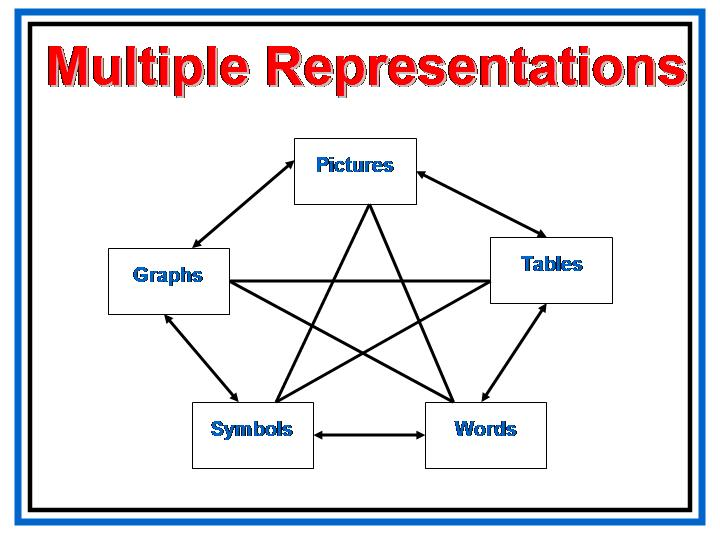 Multiple Representations
Pictures
Tables
Graphs
Symbols
Words